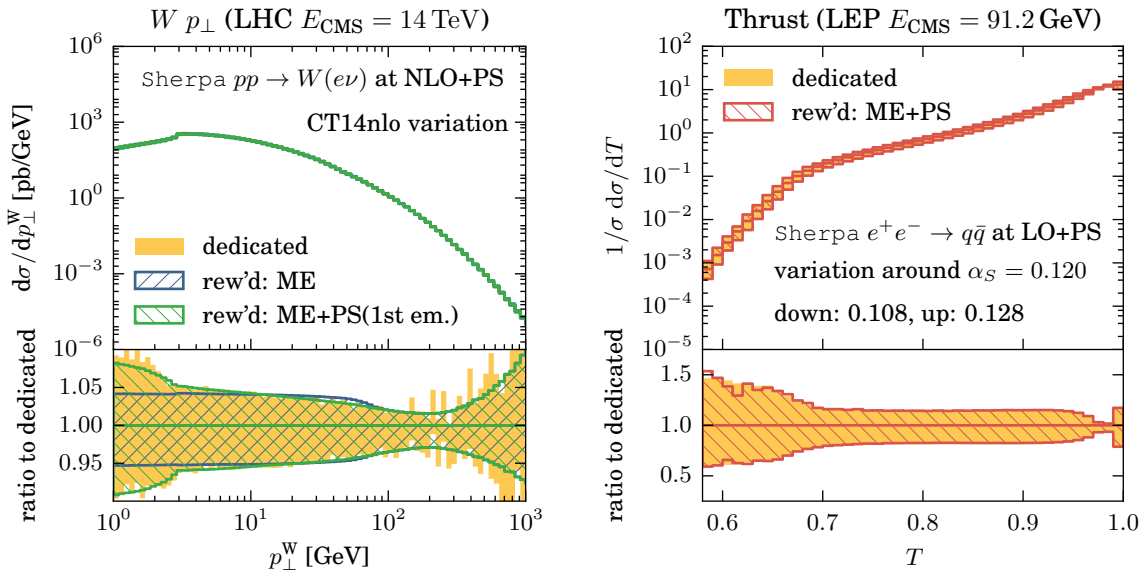 W p⊥ (LHC E_CMS = 14 TeV)
dσ/dp⊥^W [pb/GeV]
10^6
10^3
10^0
10^−3
10^−6
Sherpa pp → W(eν) at NLO+PS
CT14nlo variation
dedicated
rew'd: ME
rew'd: ME+PS(1st em.)
ratio to dedicated
1.05
1.00
0.95
10^0 10^1 10^2 10^3
p⊥^W [GeV]
Thrust (LEP E_CMS = 91.2 GeV)
1/σ dσ/dT
10^2
10^1
10^0
10^−1
10^−2
10^−3
10^−4
10^−5
dedicated
rew'd: ME+PS
Sherpa e^+e^− → qq̄ at LO+PS
variation around α_S = 0.120
down: 0.108, up: 0.128
ratio to dedicated
1.5
1.0
0.5
0.6 0.7 0.8 0.9 1.0
T